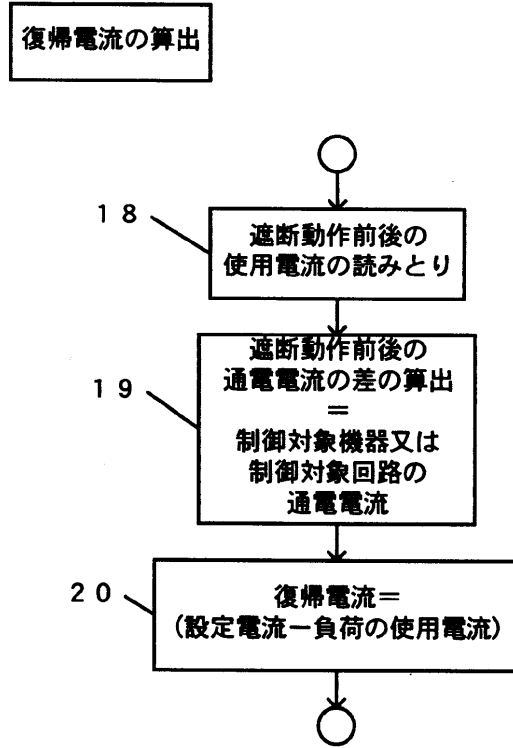 復帰電流の算出
18
遮断動作前後の
使用電流の読みとり
19
遮断動作前後の
通電電流の差の算出
＝
制御対象機器又は
制御対象回路の
通電電流
20
復帰電流＝
(設定電流－負荷の使用電流)